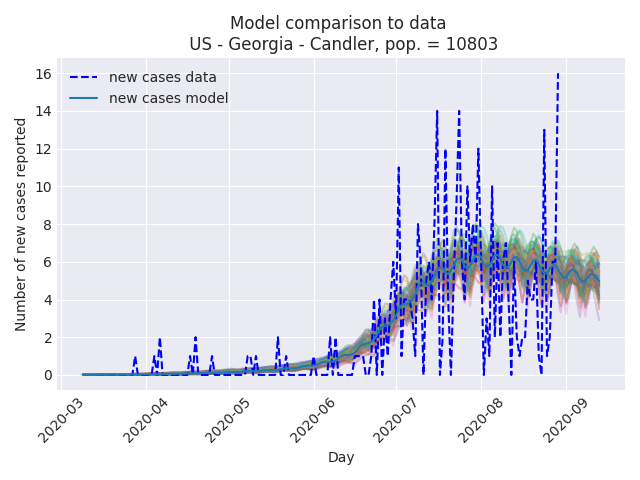 Model comparison to data
US - Georgia - Candler, pop. = 10803
new cases data
new cases model
Number of new cases reported
16
14
12
10
8
6
4
2
0
2020-03
2020-04
2020-05
2020-06
2020-07
2020-08
2020-09
Day